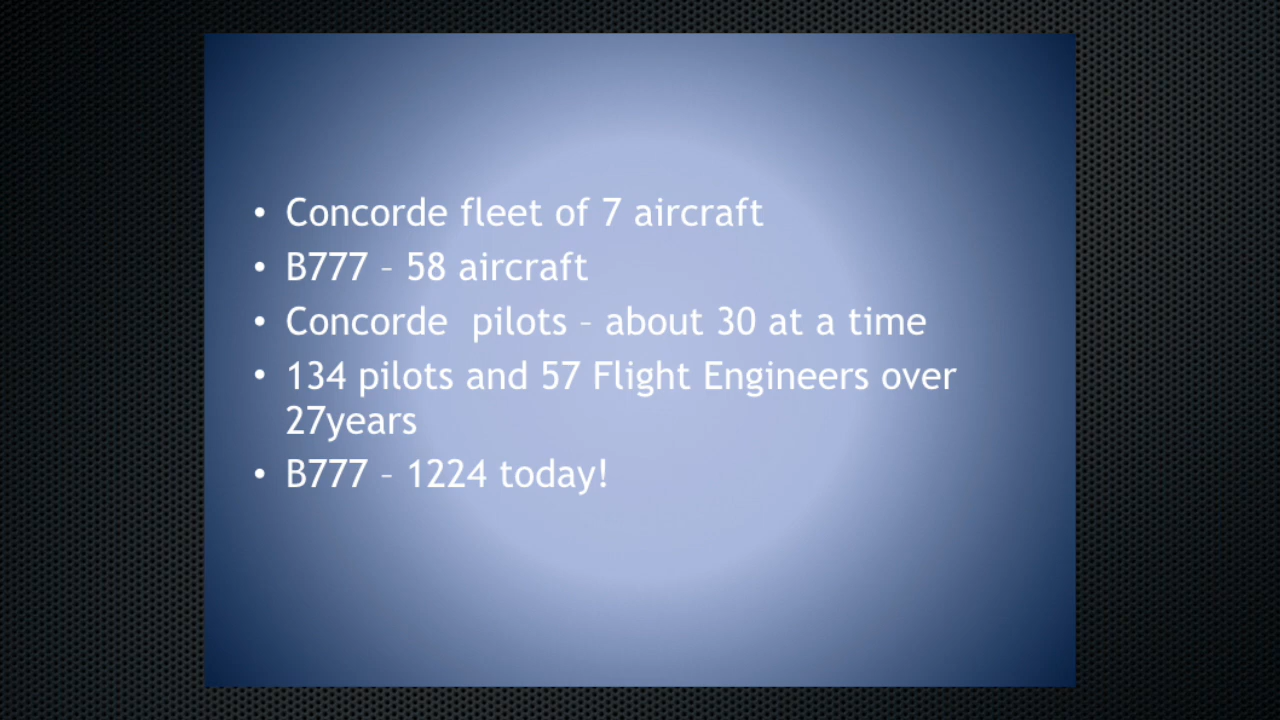 • Concorde fleet of 7 aircraft
• B777 – 58 aircraft
• Concorde  pilots – about 30 at a time
• 134 pilots and 57 Flight Engineers over
27years
• B777 – 1224 today!